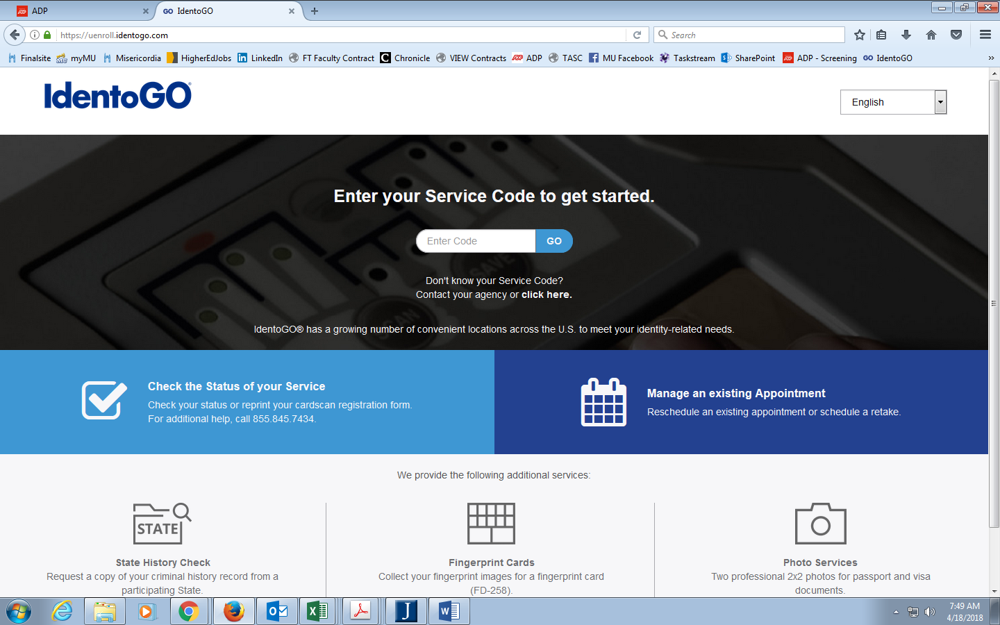 ADP
GO IdentoGO
https://uenroll.identogo.com
Search
Finalsite myMU Misericordia HigherEdJobs LinkedIn FT Faculty Contract Chronicle VIEW Contracts ADP TASC MU Facebook Taskstream SharePoint ADP - Screening GO IdentoGO
IdentoGO
English
Enter your Service Code to get started.
Enter Code GO
Don't know your Service Code?
Contact your agency or click here.
IdentoGO® has a growing number of convenient locations across the U.S. to meet your identity-related needs.
Check the Status of your Service
Check your status or reprint your cardscan registration form.
For additional help, call 855.845.7434.
Manage an existing Appointment
Reschedule an existing appointment or schedule a retake.
We provide the following additional services:
STATE
State History Check
Request a copy of your criminal history record from a
participating State.
Fingerprint Cards
Collect your fingerprint images for a fingerprint card
(FD-258).
Photo Services
Two professional 2x2 photos for passport and visa
documents.
7:49 AM
4/18/2018